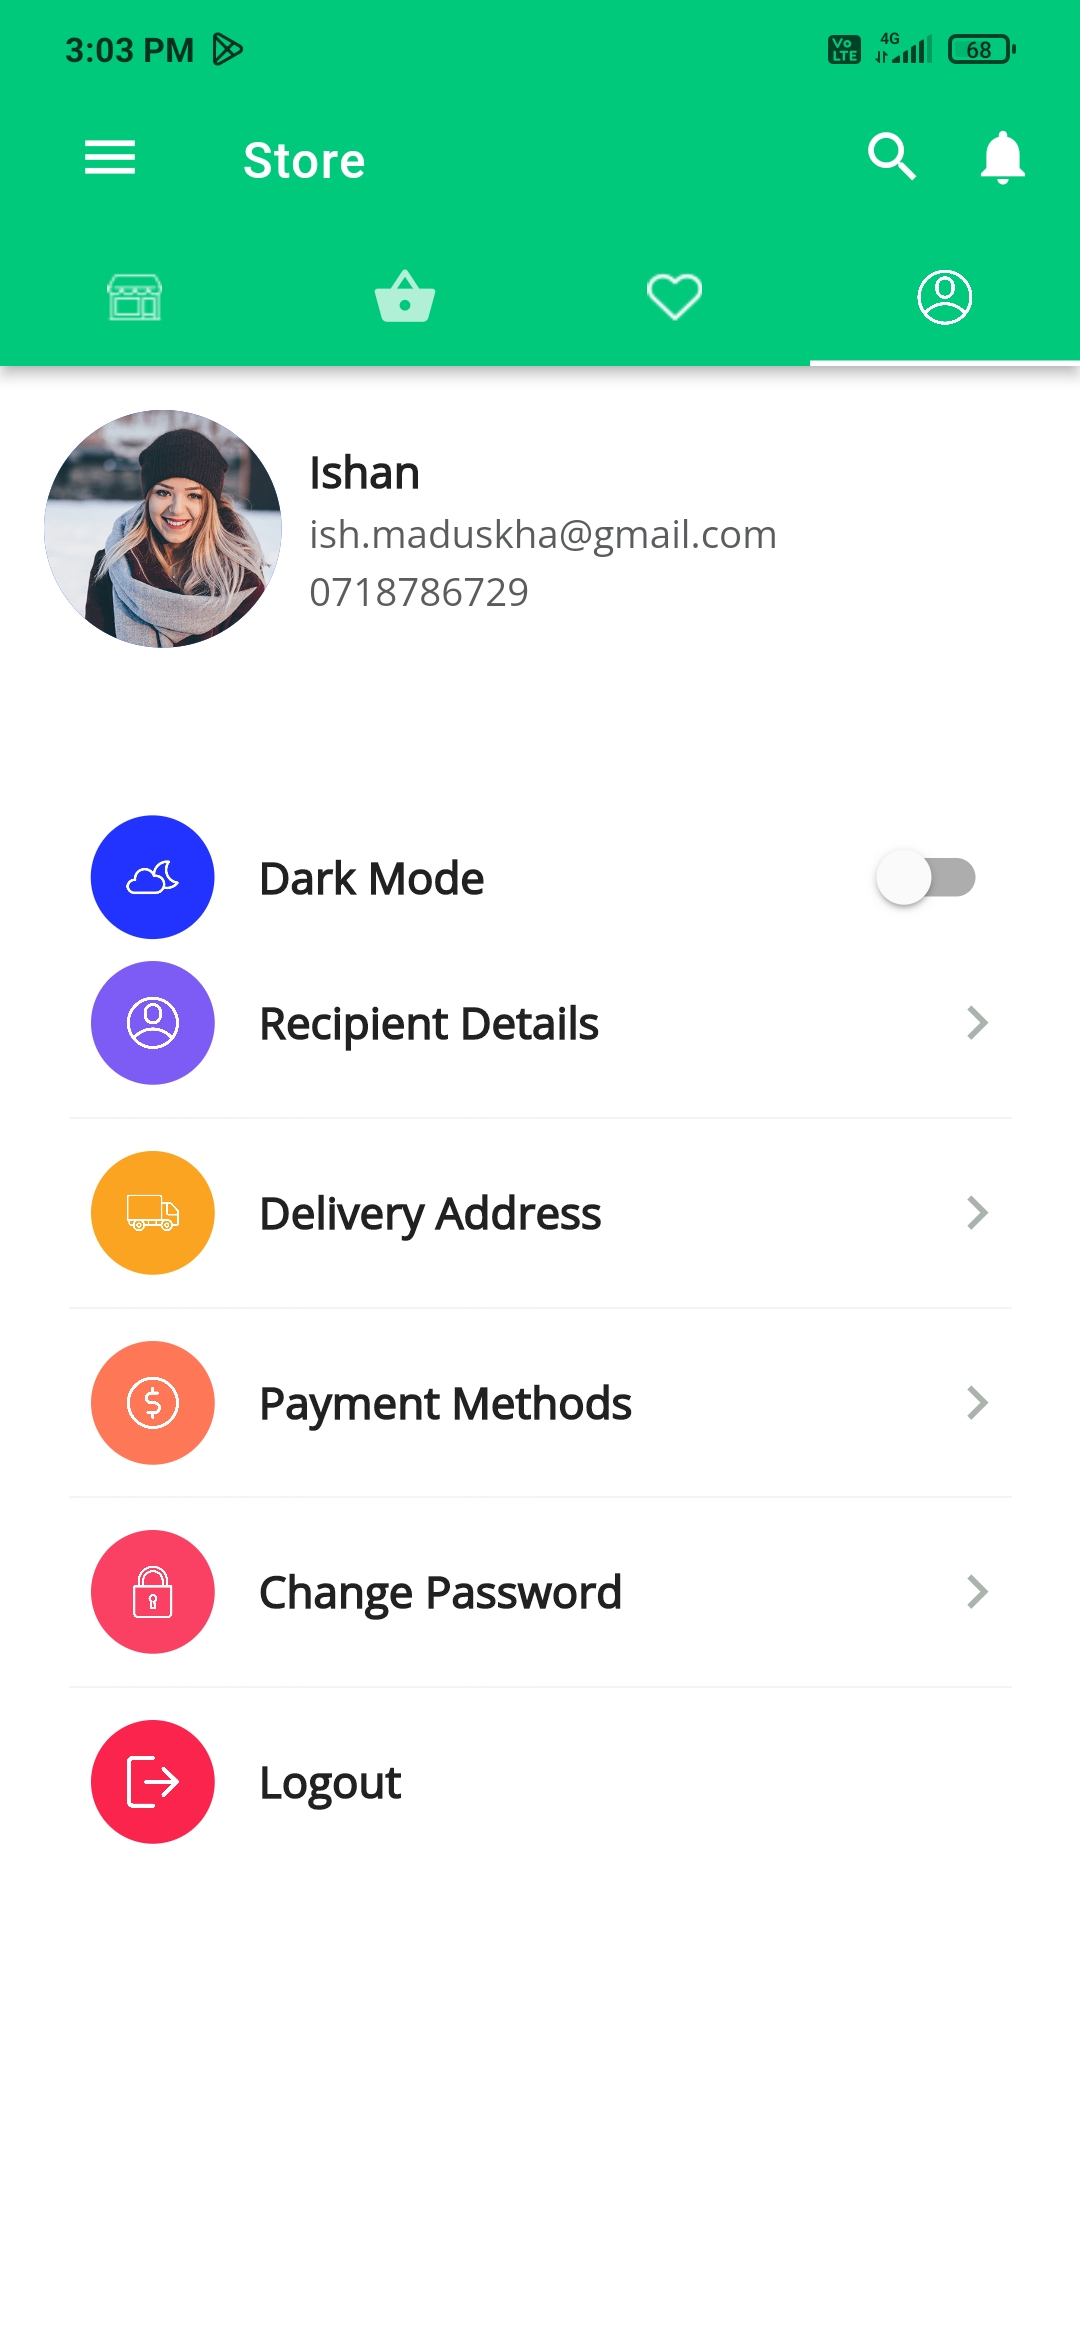 3:03 PM
Vo LTE 4G 68
Store
Ishan
ish.maduskha@gmail.com
0718786729
Dark Mode
Recipient Details
Delivery Address
Payment Methods
Change Password
Logout